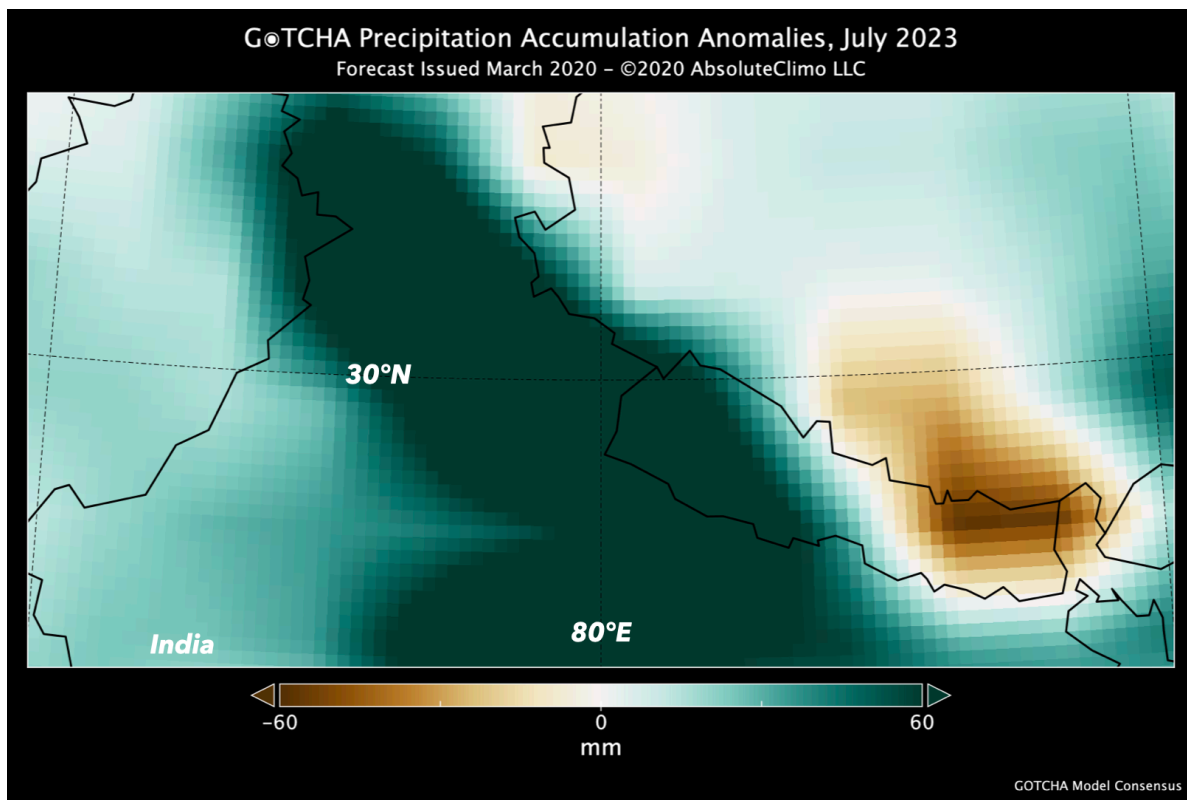 G◉TCHA Precipitation Accumulation Anomalies, July 2023
Forecast Issued March 2020 – ©2020 AbsoluteClimo LLC
30°N
80°E
India
-60 0 60
mm
GOTCHA Model Consensus